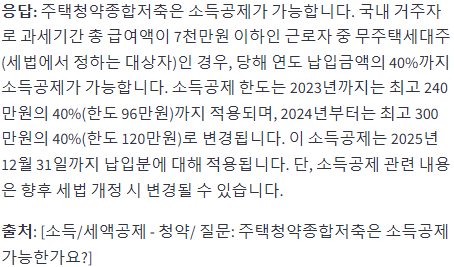 응답: 주택청약종합저축은 소득공제가 가능합니다. 국내 거주자
로 과세기간 총 급여액이 7천만원 이하인 근로자 중 무주택세대주
(세법에서 정하는 대상자)인 경우, 당해 연도 납입금액의 40%까지
소득공제가 가능합니다. 소득공제 한도는 2023년까지는 최고 240
만원의 40%(한도 96만원)까지 적용되며, 2024년부터는 최고 300
만원의 40%(한도 120만원)로 변경됩니다. 이 소득공제는 2025년
12월 31일까지 납입분에 대해 적용됩니다. 단, 소득공제 관련 내용
은 향후 세법 개정 시 변경될 수 있습니다.
출처: [소득/세액공제 - 청약/ 질문: 주택청약종합저축은 소득공제
가능한가요?]